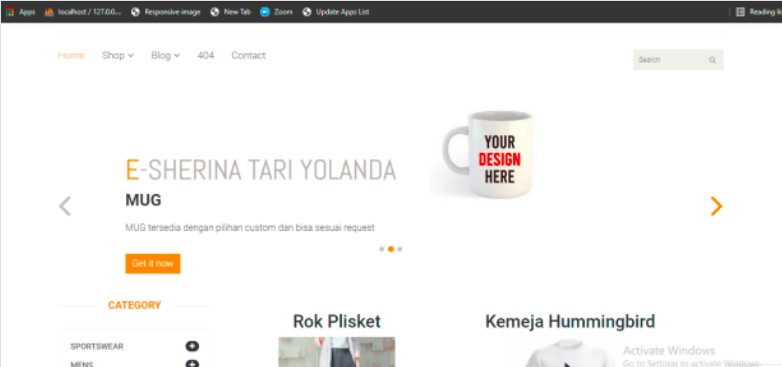 Apps localhost / 127.0.0... Responsive image New Tab Zoom Update Apps List Reading li
Home Shop Blog 404 Contact Search
YOUR
DESIGN
HERE
E-SHERINA TARI YOLANDA
MUG
MUG tersedia dengan pilihan custom dan bisa sesuai request
Get it now
CATEGORY
Rok Plisket Kemeja Hummingbird
SPORTSWEAR
MENS
Activate Windows
Go to Settings to activate Windows.